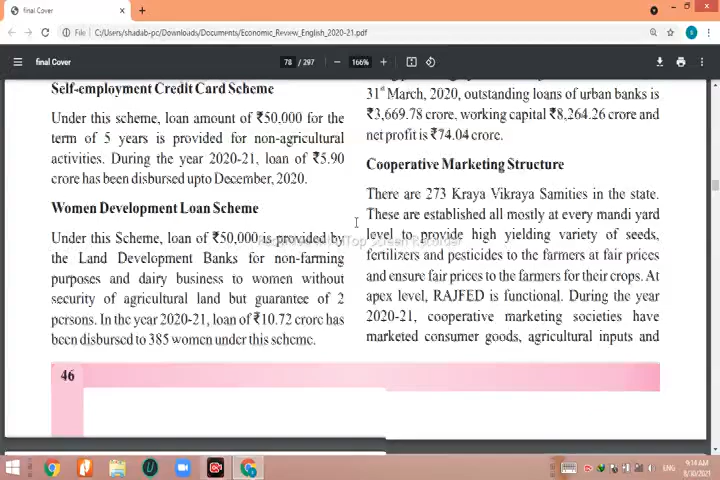 final Cover
File | C:/Users/shadab-pc/Downloads/Documents/Economic_Review_English_2020-21.pdf
final Cover
78 / 297
166%
Self-employment Credit Card Scheme
Under this scheme, loan amount of ₹50,000 for the
term of 5 years is provided for non-agricultural
activities. During the year 2020-21, loan of ₹5.90
crore has been disbursed upto December, 2020.
Women Development Loan Scheme
Under this Scheme, loan of ₹50,000 is provided by
the Land Development Banks for non-farming
purposes and dairy business to women without
security of agricultural land but guarantee of 2
persons. In the year 2020-21, loan of ₹10.72 crore has
been disbursed to 385 women under this scheme.
31st March, 2020, outstanding loans of urban banks is
₹3,669.78 crore, working capital ₹8,264.26 crore and
net profit is ₹74.04 crore.
Cooperative Marketing Structure
There are 273 Kraya Vikraya Samities in the state.
These are established all mostly at every mandi yard
level to provide high yielding variety of seeds,
fertilizers and pesticides to the farmers at fair prices
and ensure fair prices to the farmers for their crops. At
apex level, RAJFED is functional. During the year
2020-21, cooperative marketing societies have
marketed consumer goods, agricultural inputs and
iTop Screen Recorder
46
ENG
9:14 AM
8/10/2021